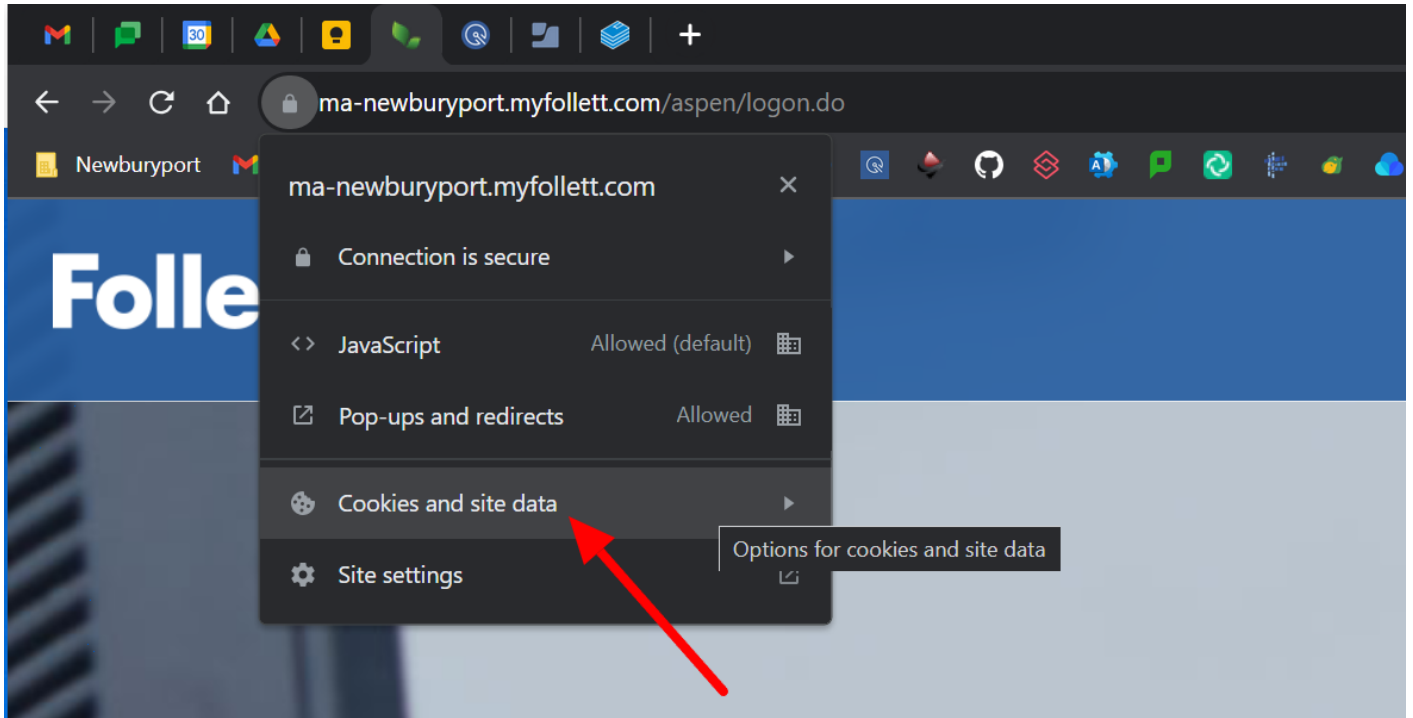 30
ma-newburyport.myfollett.com/aspen/logon.do
Newburyport
ma-newburyport.myfollett.com
Connection is secure
Folle
JavaScript Allowed (default)
Pop-ups and redirects Allowed
Cookies and site data
Options for cookies and site data
Site settings